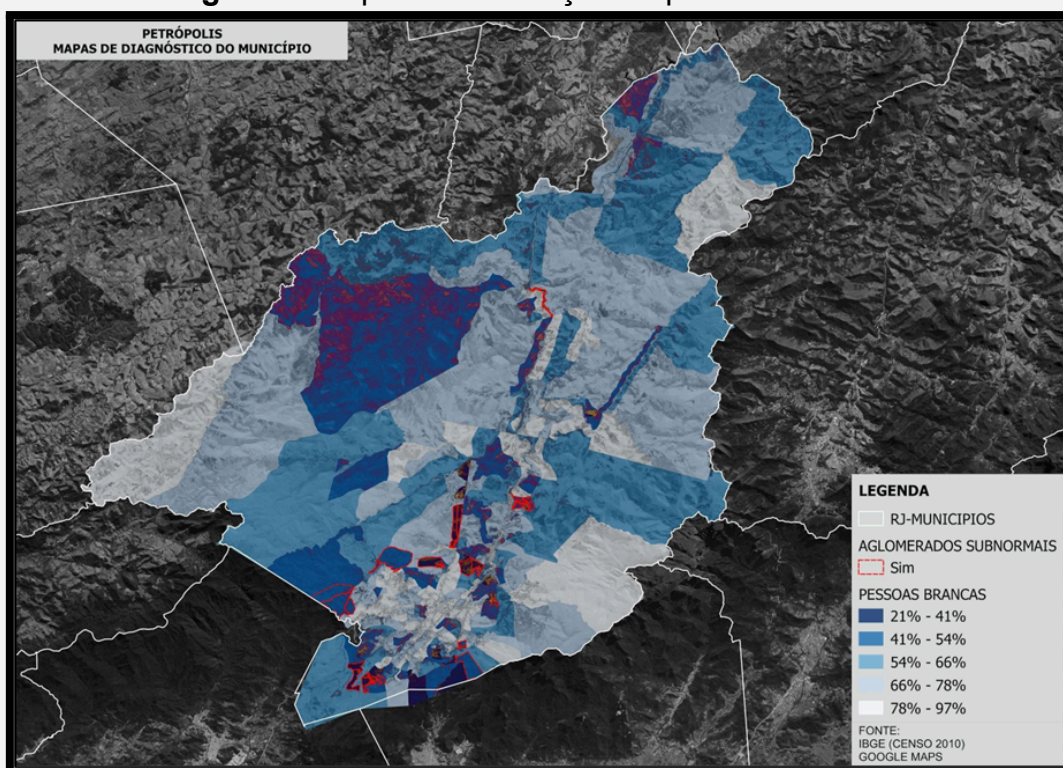 PETRÓPOLIS
MAPAS DE DIAGNÓSTICO DO MUNICÍPIO
LEGENDA
RJ-MUNICIPIOS
AGLOMERADOS SUBNORMAIS
Sim
PESSOAS BRANCAS
21% - 41%
41% - 54%
54% - 66%
66% - 78%
78% - 97%
FONTE:
IBGE (CENSO 2010)
GOOGLE MAPS